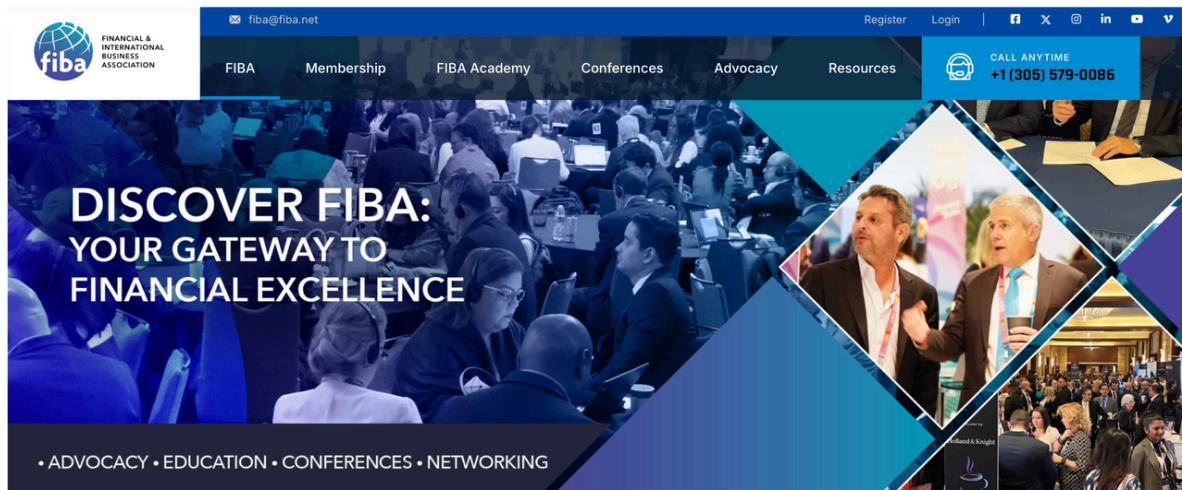 fiba@fiba.net
Register
Login
fiba
FINANCIAL &
INTERNATIONAL
BUSINESS
ASSOCIATION
FIBA
Membership
FIBA Academy
Conferences
Advocacy
Resources
CALL ANYTIME
+1 (305) 579-0086
DISCOVER FIBA:
YOUR GATEWAY TO
FINANCIAL EXCELLENCE
• ADVOCACY • EDUCATION • CONFERENCES • NETWORKING
Holland & Knight